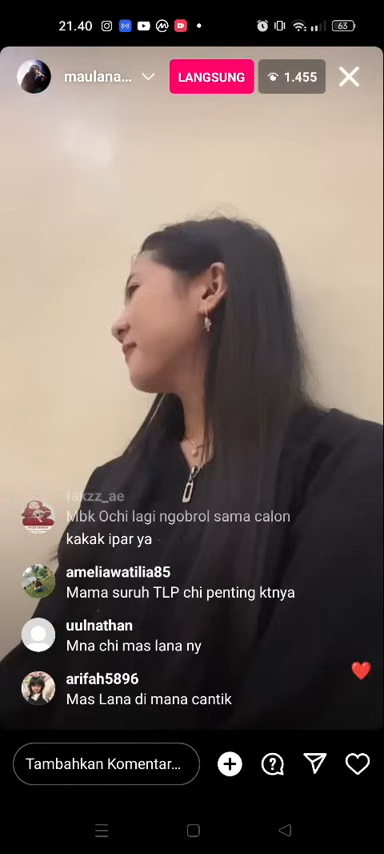 21.40
63
maulana...
LANGSUNG
1.455
fakzz_ae
Mbk Ochi lagi ngobrol sama calon
kakak ipar ya
ameliawatilia85
Mama suruh TLP chi penting ktnya
uulnathan
Mna chi mas lana ny
arifah5896
Mas Lana di mana cantik
Tambahkan Komentar...